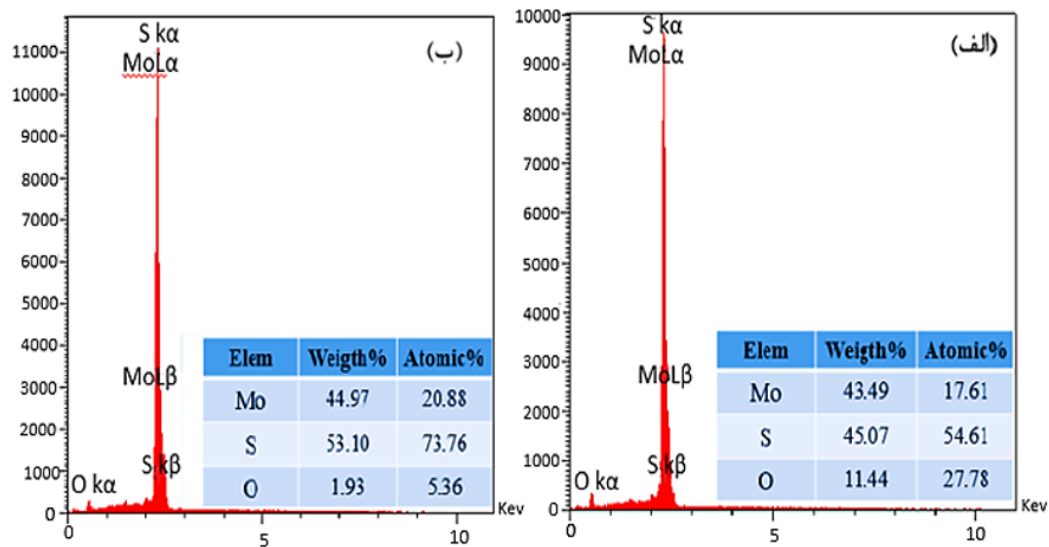 (ب)
S kα
MoLα
11000
10000
9000
8000
7000
6000
5000
4000
3000
2000
1000
0
MoLβ
S kβ
O kα
Elem Weigth% Atomic%
Mo 44.97 20.88
S 53.10 73.76
O 1.93 5.36
0 5 10 Kev
(الف)
S kα
MoLα
10000
9000
8000
7000
6000
5000
4000
3000
2000
1000
0
MoLβ
S kβ
O kα
Elem Weigth% Atomic%
Mo 43.49 17.61
S 45.07 54.61
O 11.44 27.78
0 5 10 Kev